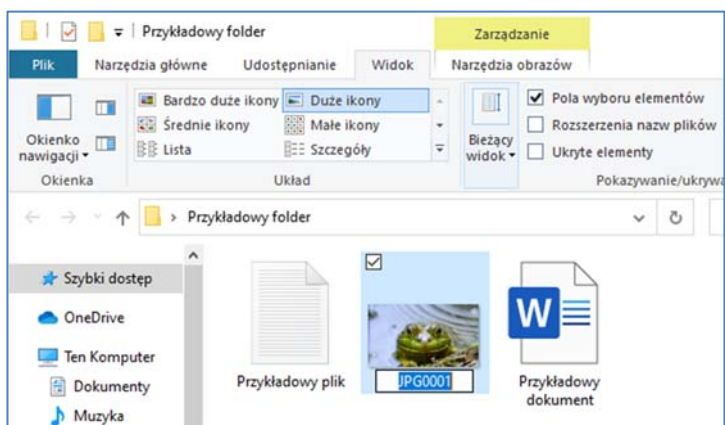 Przykładowy folder
Zarządzanie
Plik
Narzędzia główne
Udostępnianie
Widok
Narzędzia obrazów
Okienko nawigacji
Bardzo duże ikony
Duże ikony
Średnie ikony
Małe ikony
Lista
Szczegóły
Bieżący widok
Pola wyboru elementów
Rozszerzenia nazw plików
Ukryte elementy
Okienka
Układ
Pokazywanie/ukrywa
Przykładowy folder
Szybki dostęp
OneDrive
Ten Komputer
Dokumenty
Muzyka
Przykładowy plik
JPG0001
W
Przykładowy
dokument